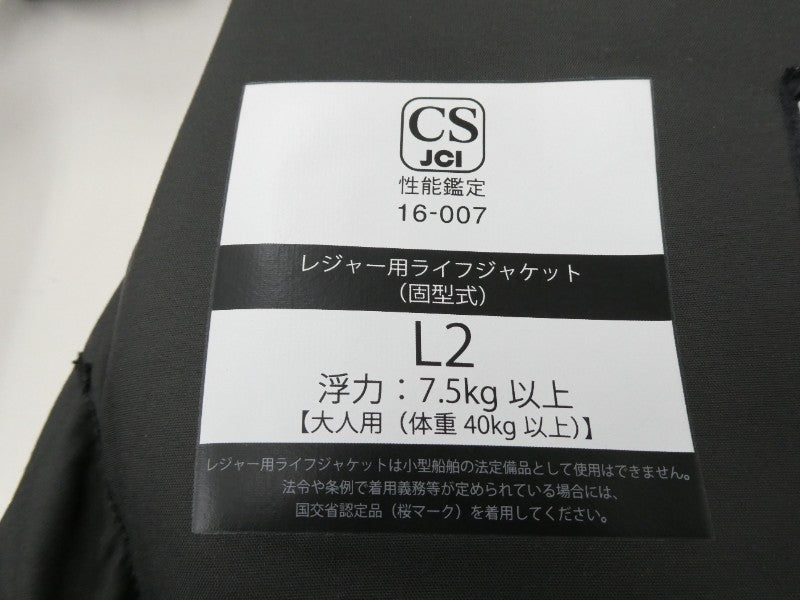 CS
JCI
性能鑑定
16-007
レジャー用ライフジャケット
（固型式）
L2
浮力：7.5kg 以上
【大人用（体重 40kg 以上）】
レジャー用ライフジャケットは小型船舶の法定備品として使用はできません。
法令や条例で着用義務等が定められている場合には、
国交省認定品（桜マーク）を着用してください。